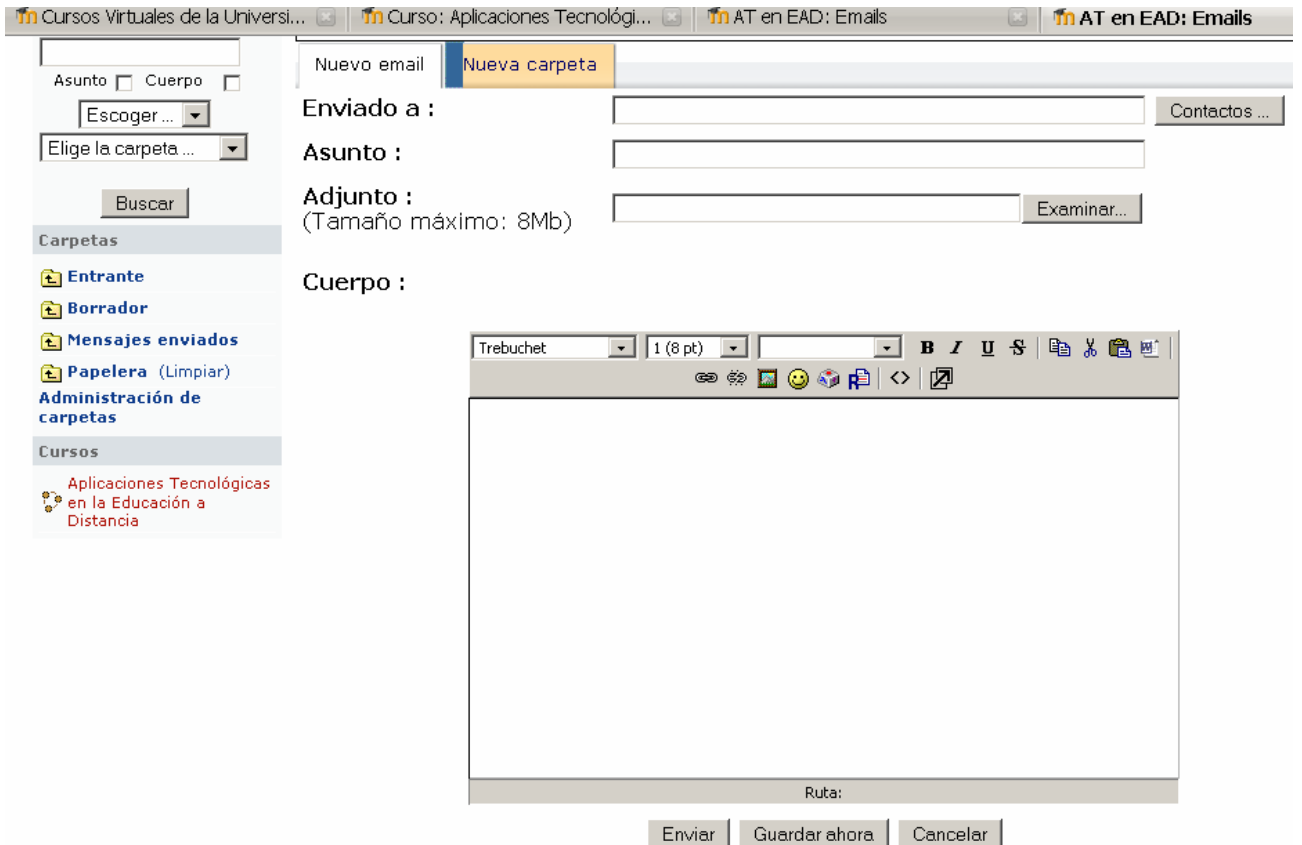 Cursos Virtuales de la Universi... Curso: Aplicaciones Tecnológi... AT en EAD: Emails AT en EAD: Emails
Asunto Cuerpo
Escoger ...
Elige la carpeta ...
Buscar
Carpetas
Entrante
Borrador
Mensajes enviados
Papelera (Limpiar)
Administración de
carpetas
Cursos
Aplicaciones Tecnológicas
en la Educación a
Distancia
Nuevo email Nueva carpeta
Enviado a : Contactos ...
Asunto :
Adjunto : Examinar...
(Tamaño máximo: 8Mb)
Cuerpo :
Trebuchet 1 (8 pt) B I U S
Ruta:
Enviar Guardar ahora Cancelar